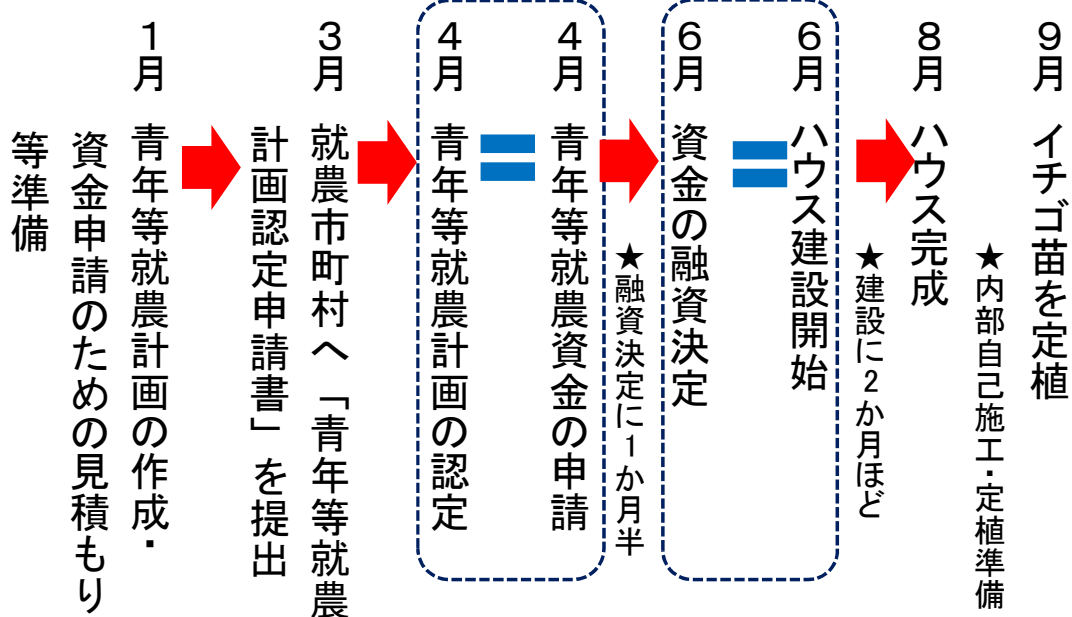 １月 青年等就農計画の作成・
資金申請のための見積もり
等準備
３月 就農市町村へ「青年等就農
計画認定申請書」を提出
４月 青年等就農計画の認定
４月 青年等就農資金の申請
★融資決定に1か月半
６月 資金の融資決定
６月 ハウス建設開始
★建設に2か月ほど
８月 ハウス完成
★内部自己施工・定植準備
９月 イチゴ苗を定植